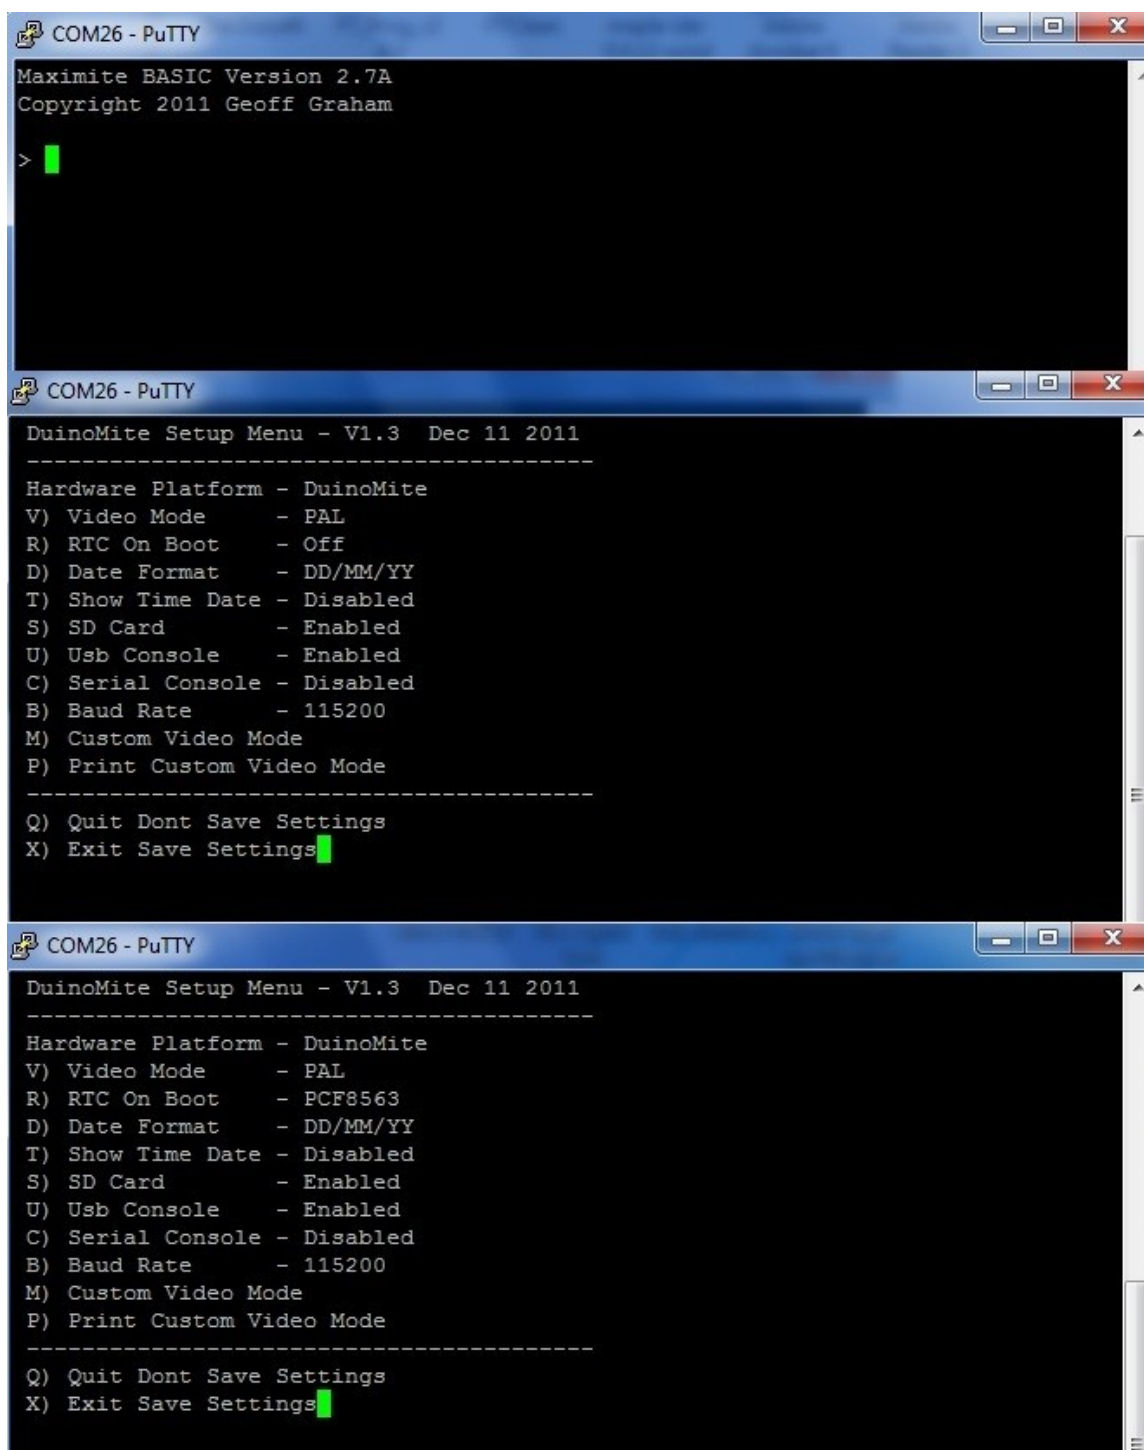 COM26 - PuTTY
Maximite BASIC Version 2.7A
Copyright 2011 Geoff Graham
>
COM26 - PuTTY
DuinoMite Setup Menu - V1.3  Dec 11 2011
-----------------------------------------
Hardware Platform - DuinoMite
V) Video Mode     - PAL
R) RTC On Boot    - Off
D) Date Format    - DD/MM/YY
T) Show Time Date - Disabled
S) SD Card        - Enabled
U) Usb Console    - Enabled
C) Serial Console - Disabled
B) Baud Rate      - 115200
M) Custom Video Mode
P) Print Custom Video Mode
-----------------------------------------
Q) Quit Dont Save Settings
X) Exit Save Settings
COM26 - PuTTY
DuinoMite Setup Menu - V1.3  Dec 11 2011
-----------------------------------------
Hardware Platform - DuinoMite
V) Video Mode     - PAL
R) RTC On Boot    - PCF8563
D) Date Format    - DD/MM/YY
T) Show Time Date - Disabled
S) SD Card        - Enabled
U) Usb Console    - Enabled
C) Serial Console - Disabled
B) Baud Rate      - 115200
M) Custom Video Mode
P) Print Custom Video Mode
-----------------------------------------
Q) Quit Dont Save Settings
X) Exit Save Settings